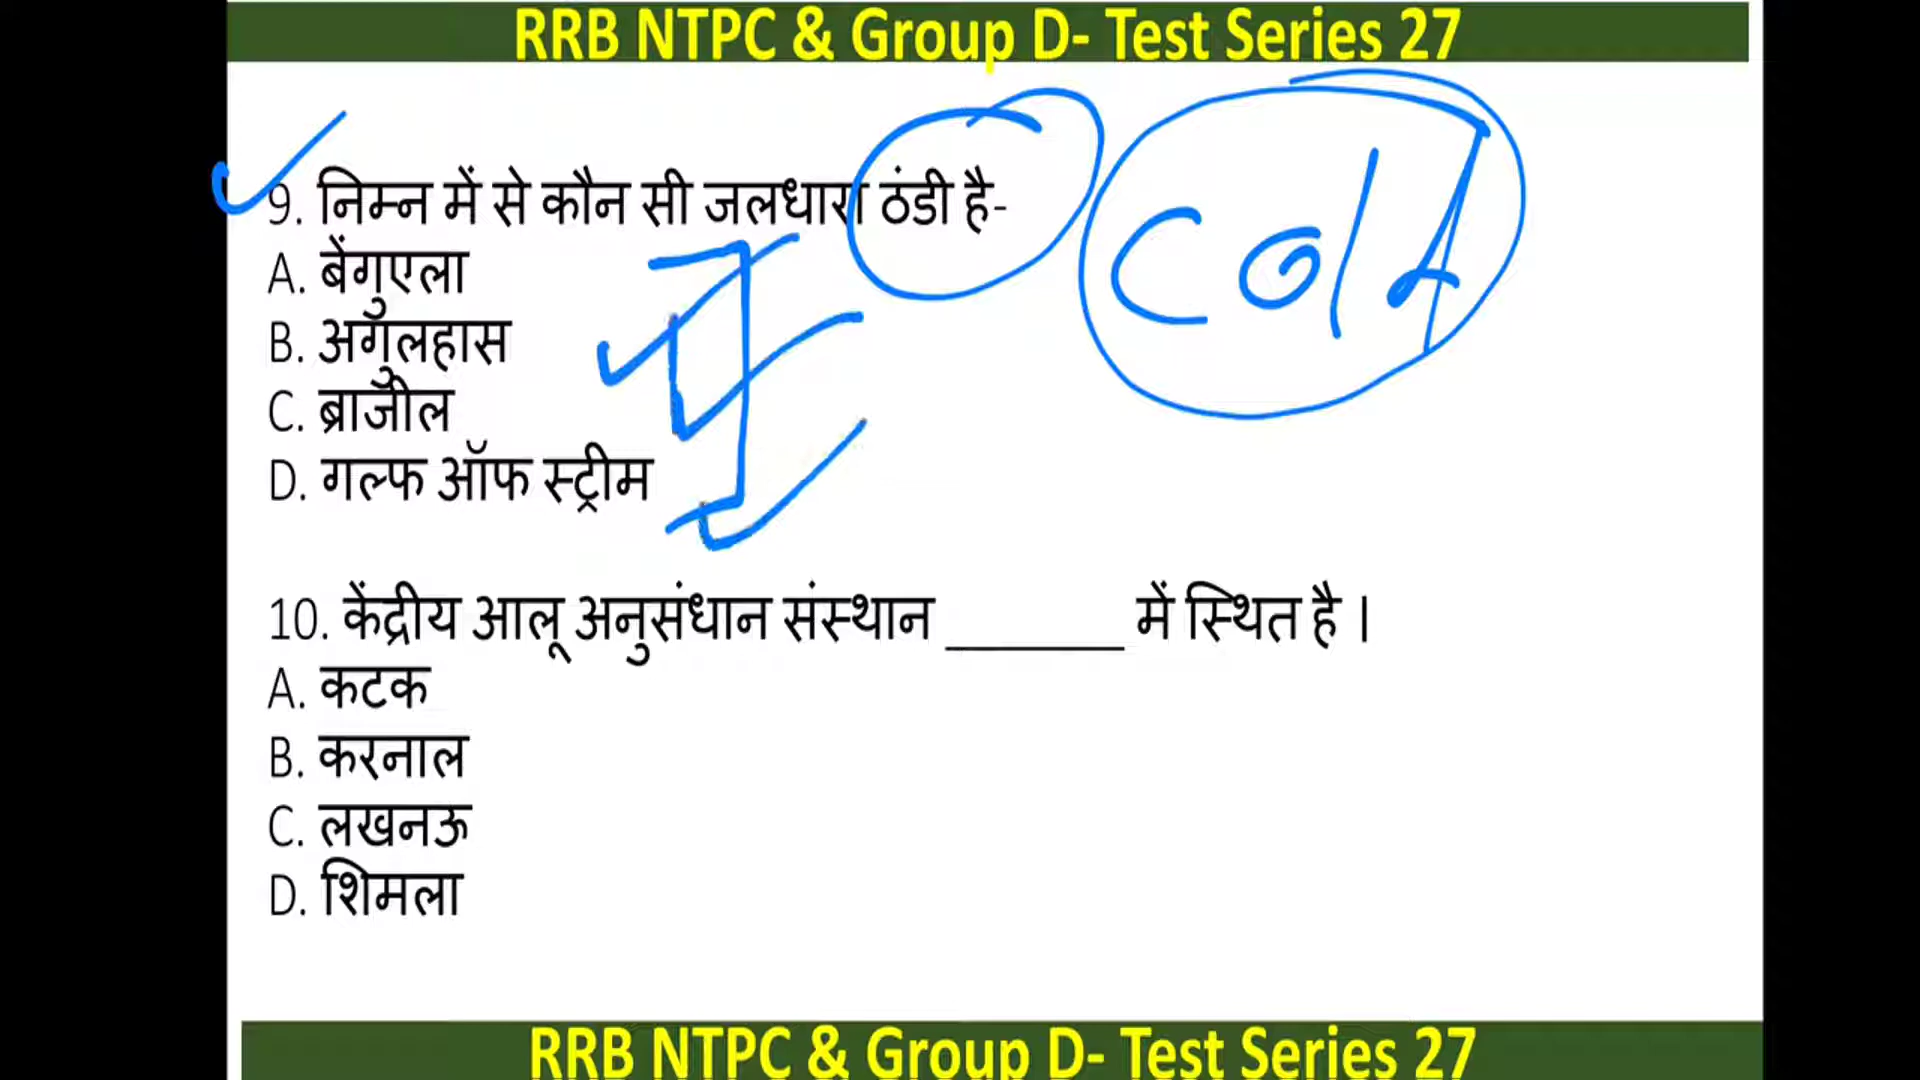 RRB NTPC & Group D- Test Series 27
9. निम्न में से कौन सी जलधारा ठंडी है-
cold
A. बेंगुएला
B. अगुलहास
C. ब्राजील
D. गल्फ ऑफ स्ट्रीम
10. केंद्रीय आलू अनुसंधान संस्थान _______ में स्थित है ।
A. कटक
B. करनाल
C. लखनऊ
D. शिमला
RRB NTPC & Group D- Test Series 27